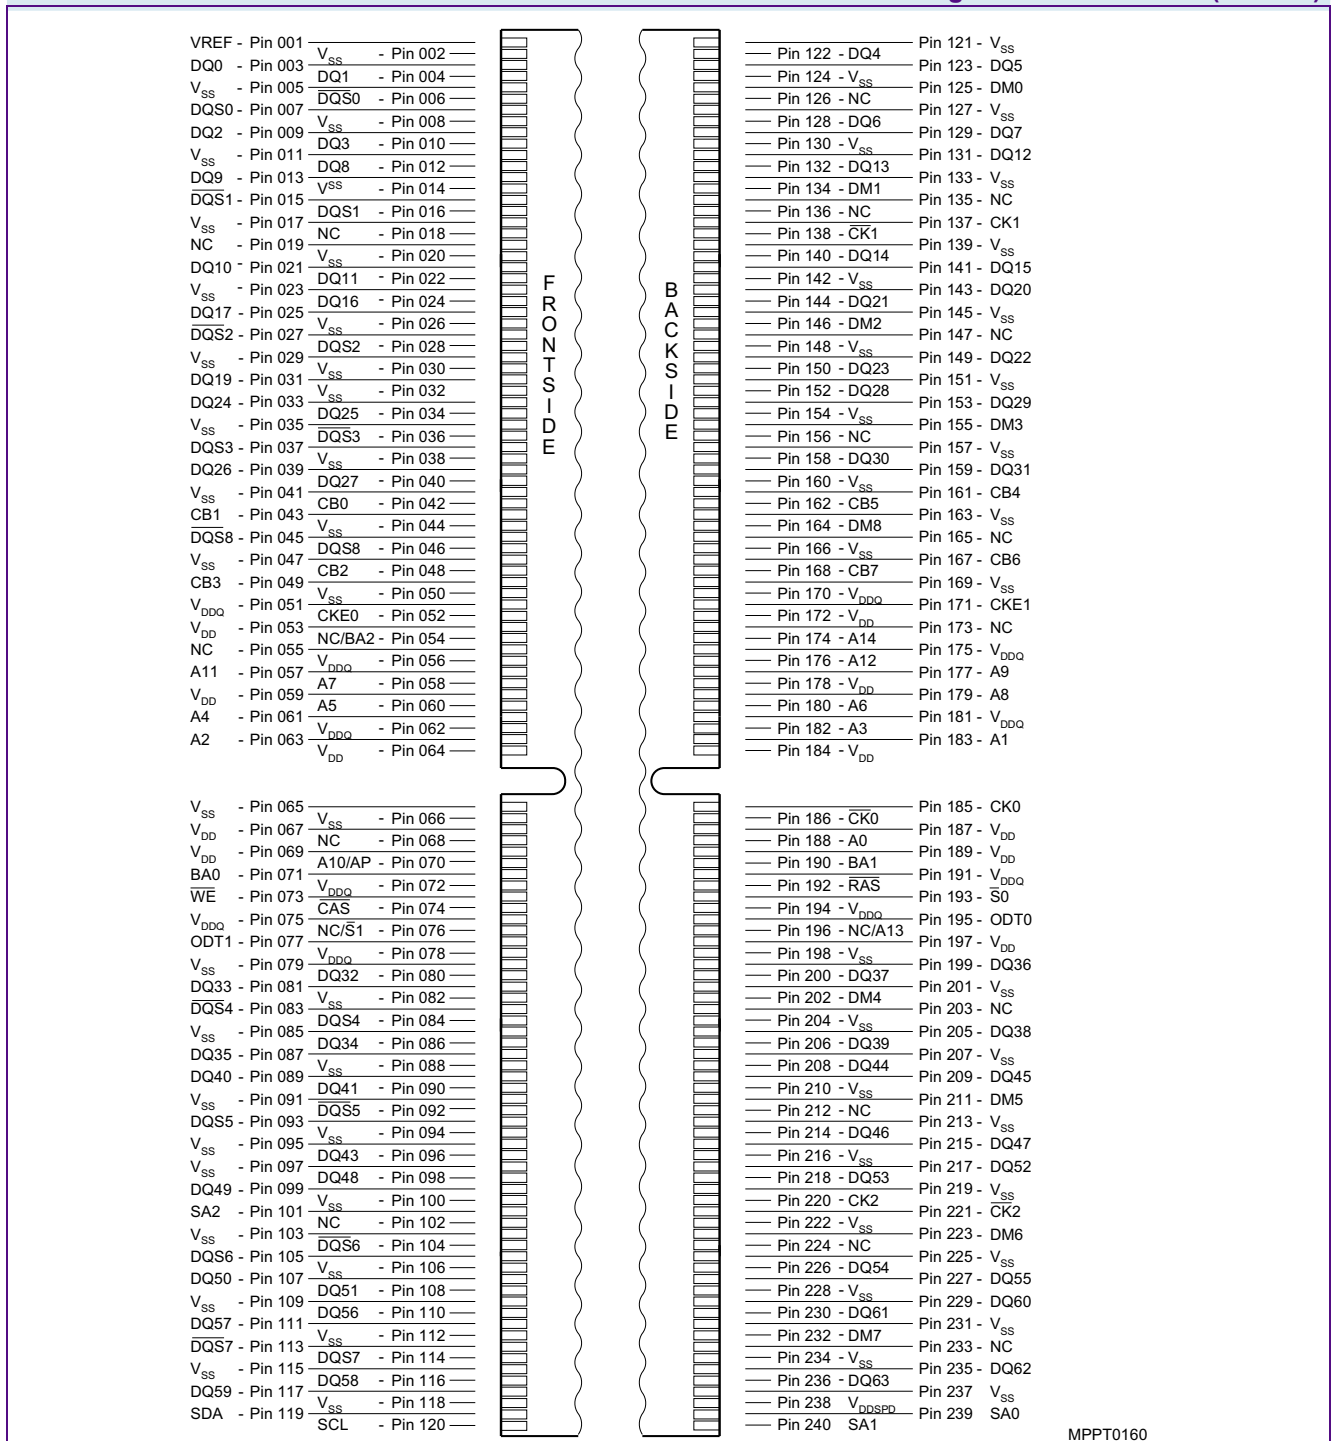 VREF - Pin 001
VSS - Pin 002
DQ0 - Pin 003
DQ1 - Pin 004
VSS - Pin 005
DQS0 - Pin 006
DQS0 - Pin 007
VSS - Pin 008
DQ2 - Pin 009
DQ3 - Pin 010
VSS - Pin 011
DQ8 - Pin 012
DQ9 - Pin 013
VSS - Pin 014
DQS1 - Pin 015
DQS1 - Pin 016
VSS - Pin 017
NC - Pin 018
NC - Pin 019
VSS - Pin 020
DQ10 - Pin 021
DQ11 - Pin 022
VSS - Pin 023
DQ16 - Pin 024
DQ17 - Pin 025
VSS - Pin 026
DQS2 - Pin 027
DQS2 - Pin 028
VSS - Pin 029
VSS - Pin 030
DQ19 - Pin 031
VSS - Pin 032
DQ24 - Pin 033
DQ25 - Pin 034
VSS - Pin 035
DQS3 - Pin 036
DQS3 - Pin 037
VSS - Pin 038
DQ26 - Pin 039
DQ27 - Pin 040
VSS - Pin 041
CB0 - Pin 042
CB1 - Pin 043
VSS - Pin 044
DQS8 - Pin 045
DQS8 - Pin 046
VSS - Pin 047
CB2 - Pin 048
CB3 - Pin 049
VSS - Pin 050
VDDQ - Pin 051
CKE0 - Pin 052
VDD - Pin 053
NC/BA2 - Pin 054
NC - Pin 055
VDDQ - Pin 056
A11 - Pin 057
A7 - Pin 058
VDD - Pin 059
A5 - Pin 060
A4 - Pin 061
VDDQ - Pin 062
A2 - Pin 063
VDD - Pin 064
VSS - Pin 065
VSS - Pin 066
VDD - Pin 067
NC - Pin 068
VDD - Pin 069
A10/AP - Pin 070
BA0 - Pin 071
VDDQ - Pin 072
WE - Pin 073
CAS - Pin 074
VDDQ - Pin 075
NC/S1 - Pin 076
ODT1 - Pin 077
VDDQ - Pin 078
VSS - Pin 079
DQ32 - Pin 080
DQ33 - Pin 081
VSS - Pin 082
DQS4 - Pin 083
DQS4 - Pin 084
VSS - Pin 085
DQ34 - Pin 086
DQ35 - Pin 087
VSS - Pin 088
DQ40 - Pin 089
DQ41 - Pin 090
VSS - Pin 091
DQS5 - Pin 092
DQS5 - Pin 093
VSS - Pin 094
VSS - Pin 095
DQ43 - Pin 096
VSS - Pin 097
DQ48 - Pin 098
DQ49 - Pin 099
VSS - Pin 100
SA2 - Pin 101
NC - Pin 102
VSS - Pin 103
DQS6 - Pin 104
DQS6 - Pin 105
VSS - Pin 106
DQ50 - Pin 107
DQ51 - Pin 108
VSS - Pin 109
DQ56 - Pin 110
DQ57 - Pin 111
VSS - Pin 112
DQS7 - Pin 113
DQS7 - Pin 114
VSS - Pin 115
DQ58 - Pin 116
DQ59 - Pin 117
VSS - Pin 118
SDA - Pin 119
SCL - Pin 120
FRONTSIDE
BACKSIDE
Pin 121 - VSS
Pin 122 - DQ4
Pin 123 - DQ5
Pin 124 - VSS
Pin 125 - DM0
Pin 126 - NC
Pin 127 - VSS
Pin 128 - DQ6
Pin 129 - DQ7
Pin 130 - VSS
Pin 131 - DQ12
Pin 132 - DQ13
Pin 133 - VSS
Pin 134 - DM1
Pin 135 - NC
Pin 136 - NC
Pin 137 - CK1
Pin 138 - CK1
Pin 139 - VSS
Pin 140 - DQ14
Pin 141 - DQ15
Pin 142 - VSS
Pin 143 - DQ20
Pin 144 - DQ21
Pin 145 - VSS
Pin 146 - DM2
Pin 147 - NC
Pin 148 - VSS
Pin 149 - DQ22
Pin 150 - DQ23
Pin 151 - VSS
Pin 152 - DQ28
Pin 153 - DQ29
Pin 154 - VSS
Pin 155 - DM3
Pin 156 - NC
Pin 157 - VSS
Pin 158 - DQ30
Pin 159 - DQ31
Pin 160 - VSS
Pin 161 - CB4
Pin 162 - CB5
Pin 163 - VSS
Pin 164 - DM8
Pin 165 - NC
Pin 166 - VSS
Pin 167 - CB6
Pin 168 - CB7
Pin 169 - VSS
Pin 170 - VDDQ
Pin 171 - CKE1
Pin 172 - VDD
Pin 173 - NC
Pin 174 - A14
Pin 175 - VDDQ
Pin 176 - A12
Pin 177 - A9
Pin 178 - VDD
Pin 179 - A8
Pin 180 - A6
Pin 181 - VDDQ
Pin 182 - A3
Pin 183 - A1
Pin 184 - VDD
Pin 185 - CK0
Pin 186 - CK0
Pin 187 - VDD
Pin 188 - A0
Pin 189 - VDD
Pin 190 - BA1
Pin 191 - VDDQ
Pin 192 - RAS
Pin 193 - S0
Pin 194 - VDDQ
Pin 195 - ODT0
Pin 196 - NC/A13
Pin 197 - VDD
Pin 198 - VSS
Pin 199 - DQ36
Pin 200 - DQ37
Pin 201 - VSS
Pin 202 - DM4
Pin 203 - NC
Pin 204 - VSS
Pin 205 - DQ38
Pin 206 - DQ39
Pin 207 - VSS
Pin 208 - DQ44
Pin 209 - DQ45
Pin 210 - VSS
Pin 211 - DM5
Pin 212 - NC
Pin 213 - VSS
Pin 214 - DQ46
Pin 215 - DQ47
Pin 216 - VSS
Pin 217 - DQ52
Pin 218 - DQ53
Pin 219 - VSS
Pin 220 - CK2
Pin 221 - CK2
Pin 222 - VSS
Pin 223 - DM6
Pin 224 - NC
Pin 225 - VSS
Pin 226 - DQ54
Pin 227 - DQ55
Pin 228 - VSS
Pin 229 - DQ60
Pin 230 - DQ61
Pin 231 - VSS
Pin 232 - DM7
Pin 233 - NC
Pin 234 - VSS
Pin 235 - DQ62
Pin 236 - DQ63
Pin 237 VSS
Pin 238 VDDSPD
Pin 239 SA0
Pin 240 SA1
MPPT0160